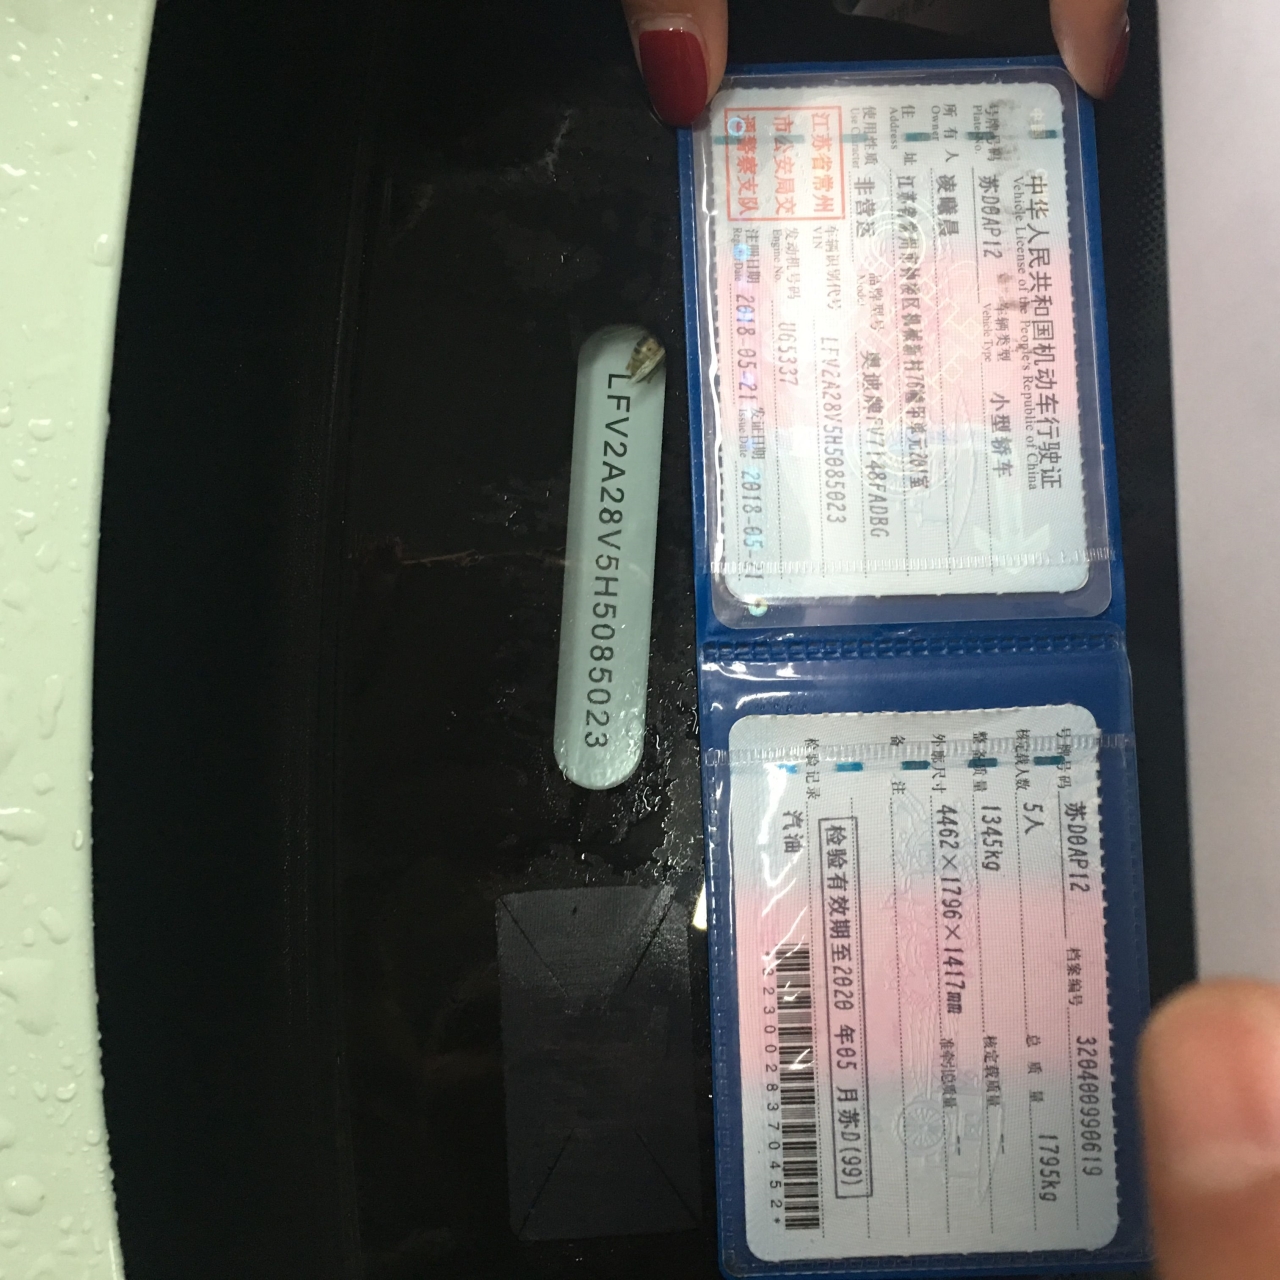 中华人民共和国机动车行驶证
Vehicle License of the People's Republic of China
号牌号码 苏D0AP12 车辆类型 小型轿车
Plate No. Vehicle Type
所有人 凌曦晨
Owner
住址
Address
使用性质 非营运 品牌型号 奥迪牌FV7148FADBG
Use Character Model
江苏省常州
市公安局交
通警察支队
车辆识别代号 LFV2A28V5H5085023
VIN
发动机号码 U65337
Engine No.
注册日期 2018-05-21 发证日期 2018-05-21
Register Date Issue Date
LFV2A28V5H5085023
号牌号码 苏D0AP12 档案编号 320400990619
核定载人数 5人 总质量 1795kg
整备质量 1345kg 核定载质量 --
外廓尺寸 4462×1796×1417mm 准牵引总质量 --
备注
检验有效期至2020年05月苏D(99)
检验记录 汽油